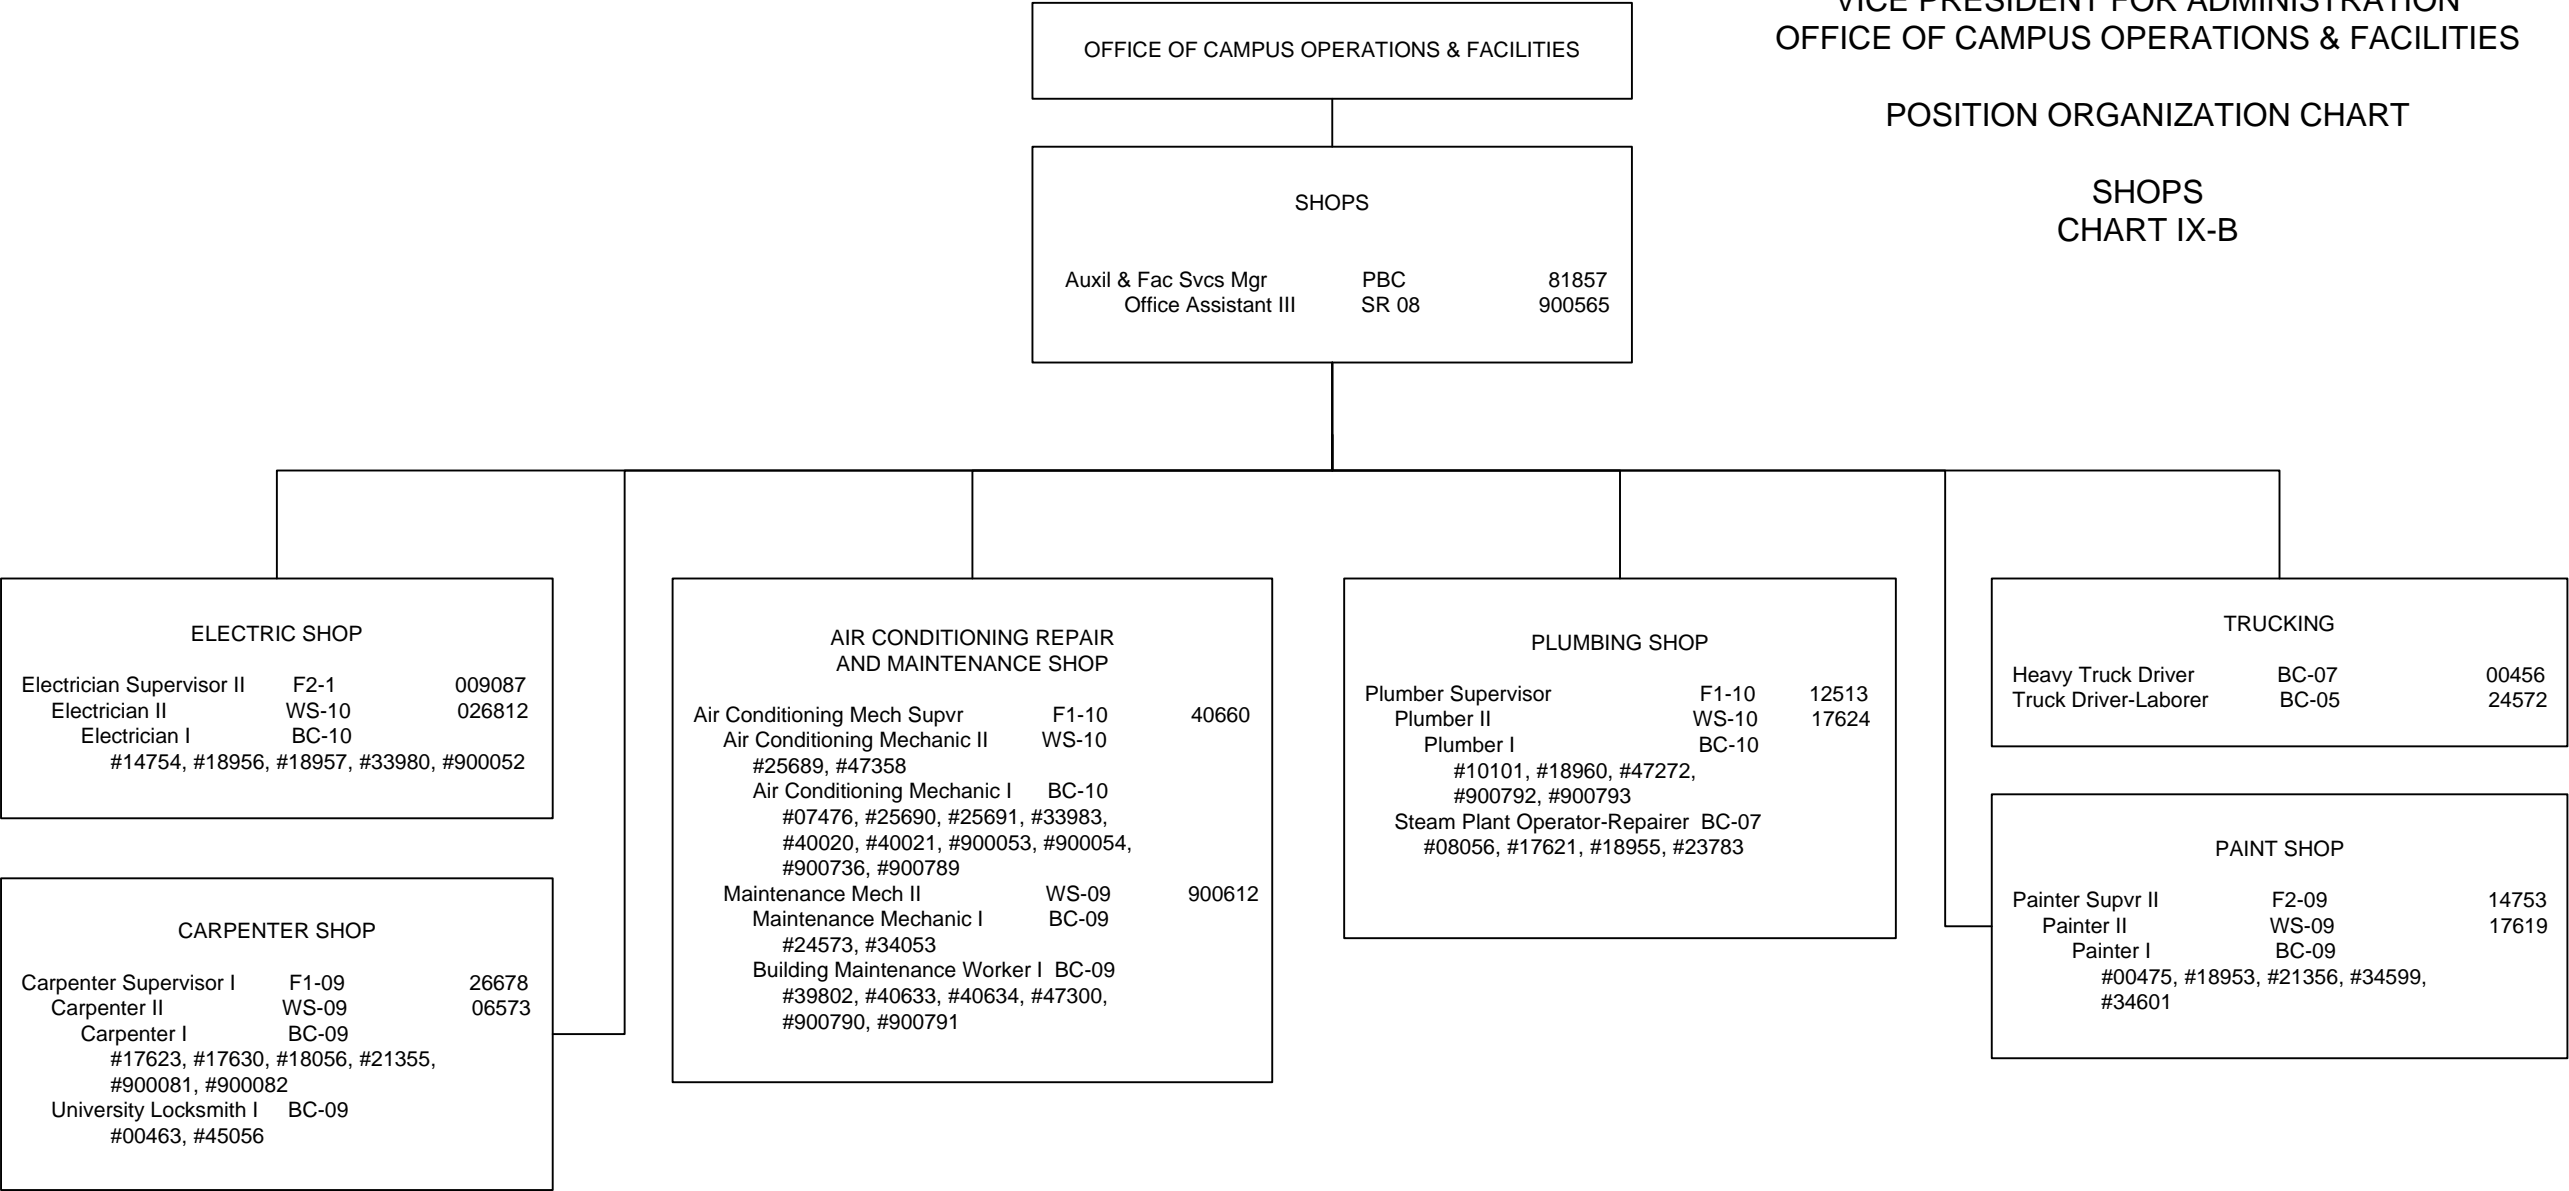 VICE PRESIDENT FOR ADMINISTRATION
OFFICE OF CAMPUS OPERATIONS & FACILITIES
POSITION ORGANIZATION CHART
SHOPS
CHART IX-B
OFFICE OF CAMPUS OPERATIONS & FACILITIES
SHOPS
Auxil & Fac Svcs Mgr PBC 81857
Office Assistant III SR 08 900565
ELECTRIC SHOP
Electrician Supervisor II F2-1 009087
Electrician II WS-10 026812
Electrician I BC-10
#14754, #18956, #18957, #33980, #900052
CARPENTER SHOP
Carpenter Supervisor I F1-09 26678
Carpenter II WS-09 06573
Carpenter I BC-09
#17623, #17630, #18056, #21355,
#900081, #900082
University Locksmith I BC-09
#00463, #45056
AIR CONDITIONING REPAIR
AND MAINTENANCE SHOP
Air Conditioning Mech Supvr F1-10 40660
Air Conditioning Mechanic II WS-10
#25689, #47358
Air Conditioning Mechanic I BC-10
#07476, #25690, #25691, #33983,
#40020, #40021, #900053, #900054,
#900736, #900789
Maintenance Mech II WS-09 900612
Maintenance Mechanic I BC-09
#24573, #34053
Building Maintenance Worker I BC-09
#39802, #40633, #40634, #47300,
#900790, #900791
PLUMBING SHOP
Plumber Supervisor F1-10 12513
Plumber II WS-10 17624
Plumber I BC-10
#10101, #18960, #47272,
#900792, #900793
Steam Plant Operator-Repairer BC-07
#08056, #17621, #18955, #23783
TRUCKING
Heavy Truck Driver BC-07 00456
Truck Driver-Laborer BC-05 24572
PAINT SHOP
Painter Supvr II F2-09 14753
Painter II WS-09 17619
Painter I BC-09
#00475, #18953, #21356, #34599,
#34601